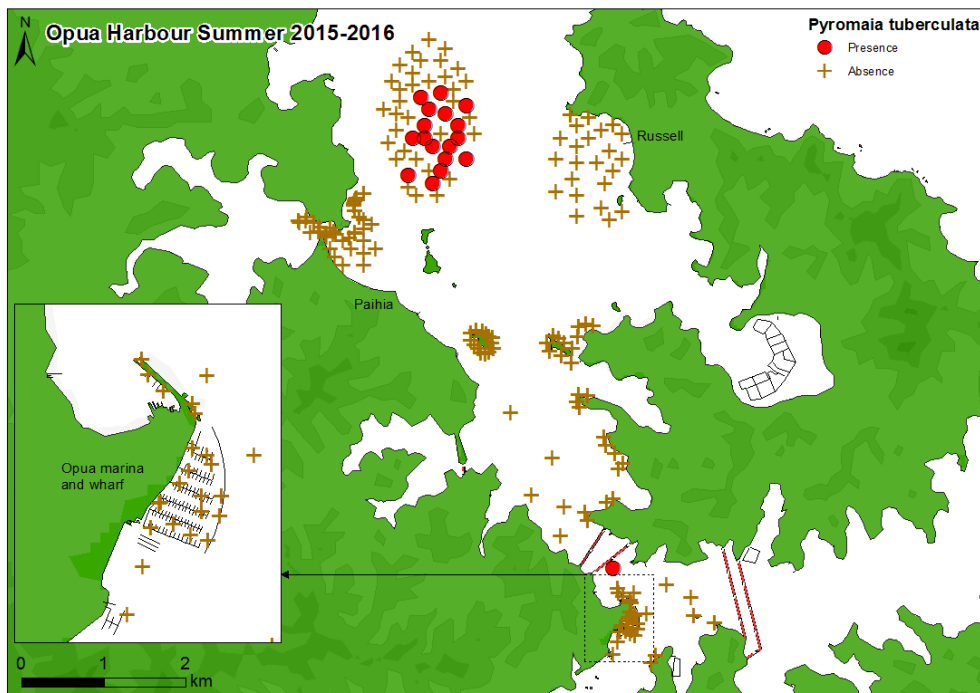 N
Opua Harbour Summer 2015-2016
Pyromaia tuberculata
Presence
Absence
Russell
Paihia
Opua marina
and wharf
0 1 2
km